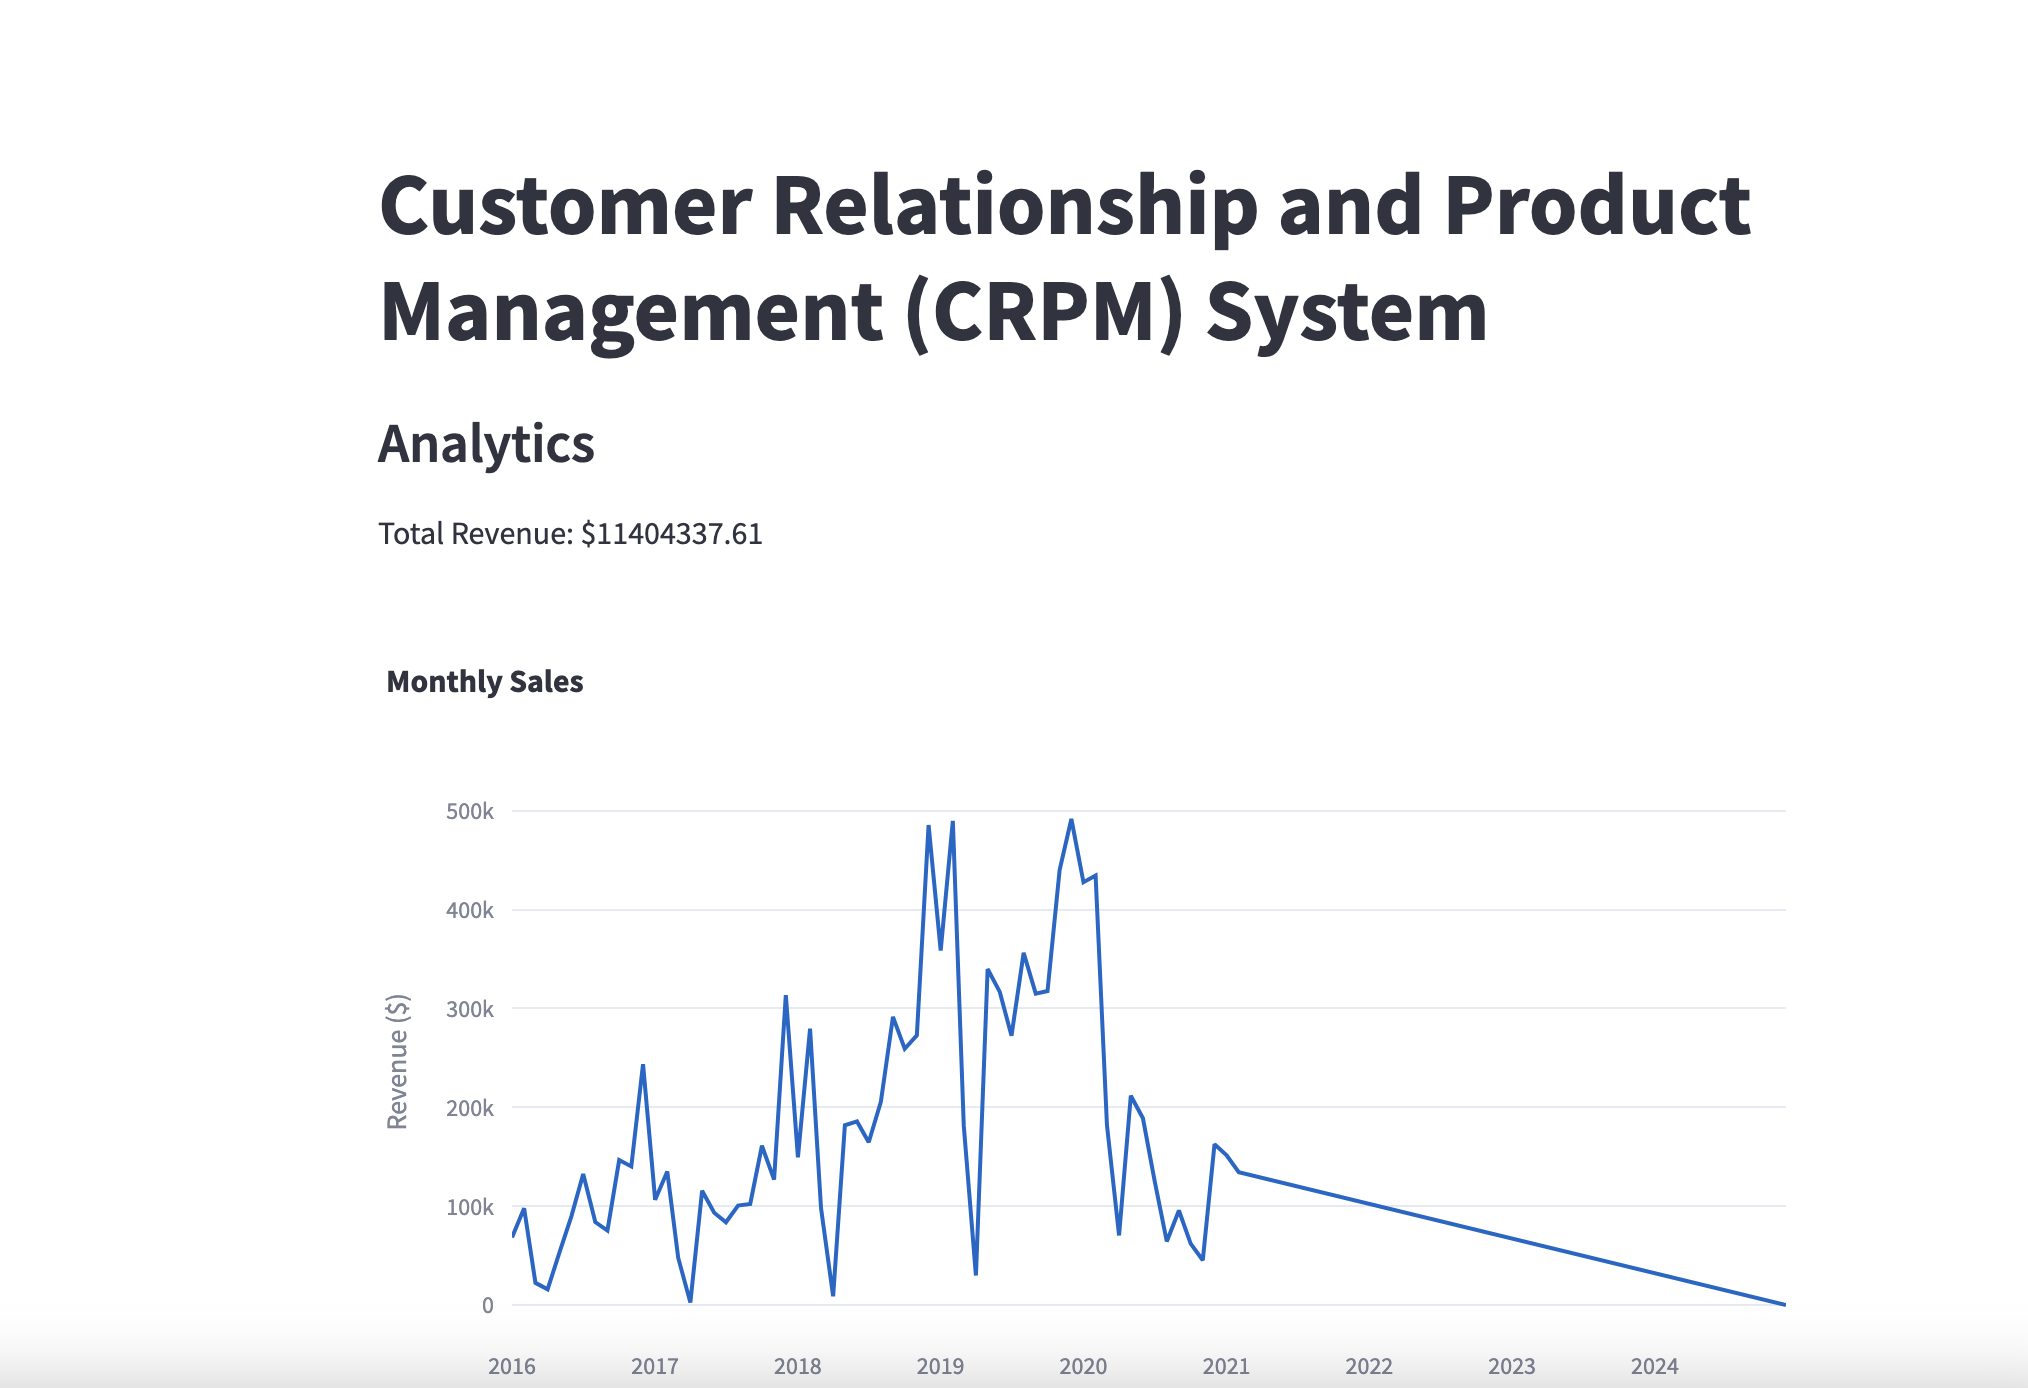 Customer Relationship and Product
Management (CRPM) System
Analytics
Total Revenue: $11404337.61
Monthly Sales
500k
400k
300k
200k
100k
0
Revenue ($)
2016 2017 2018 2019 2020 2021 2022 2023 2024